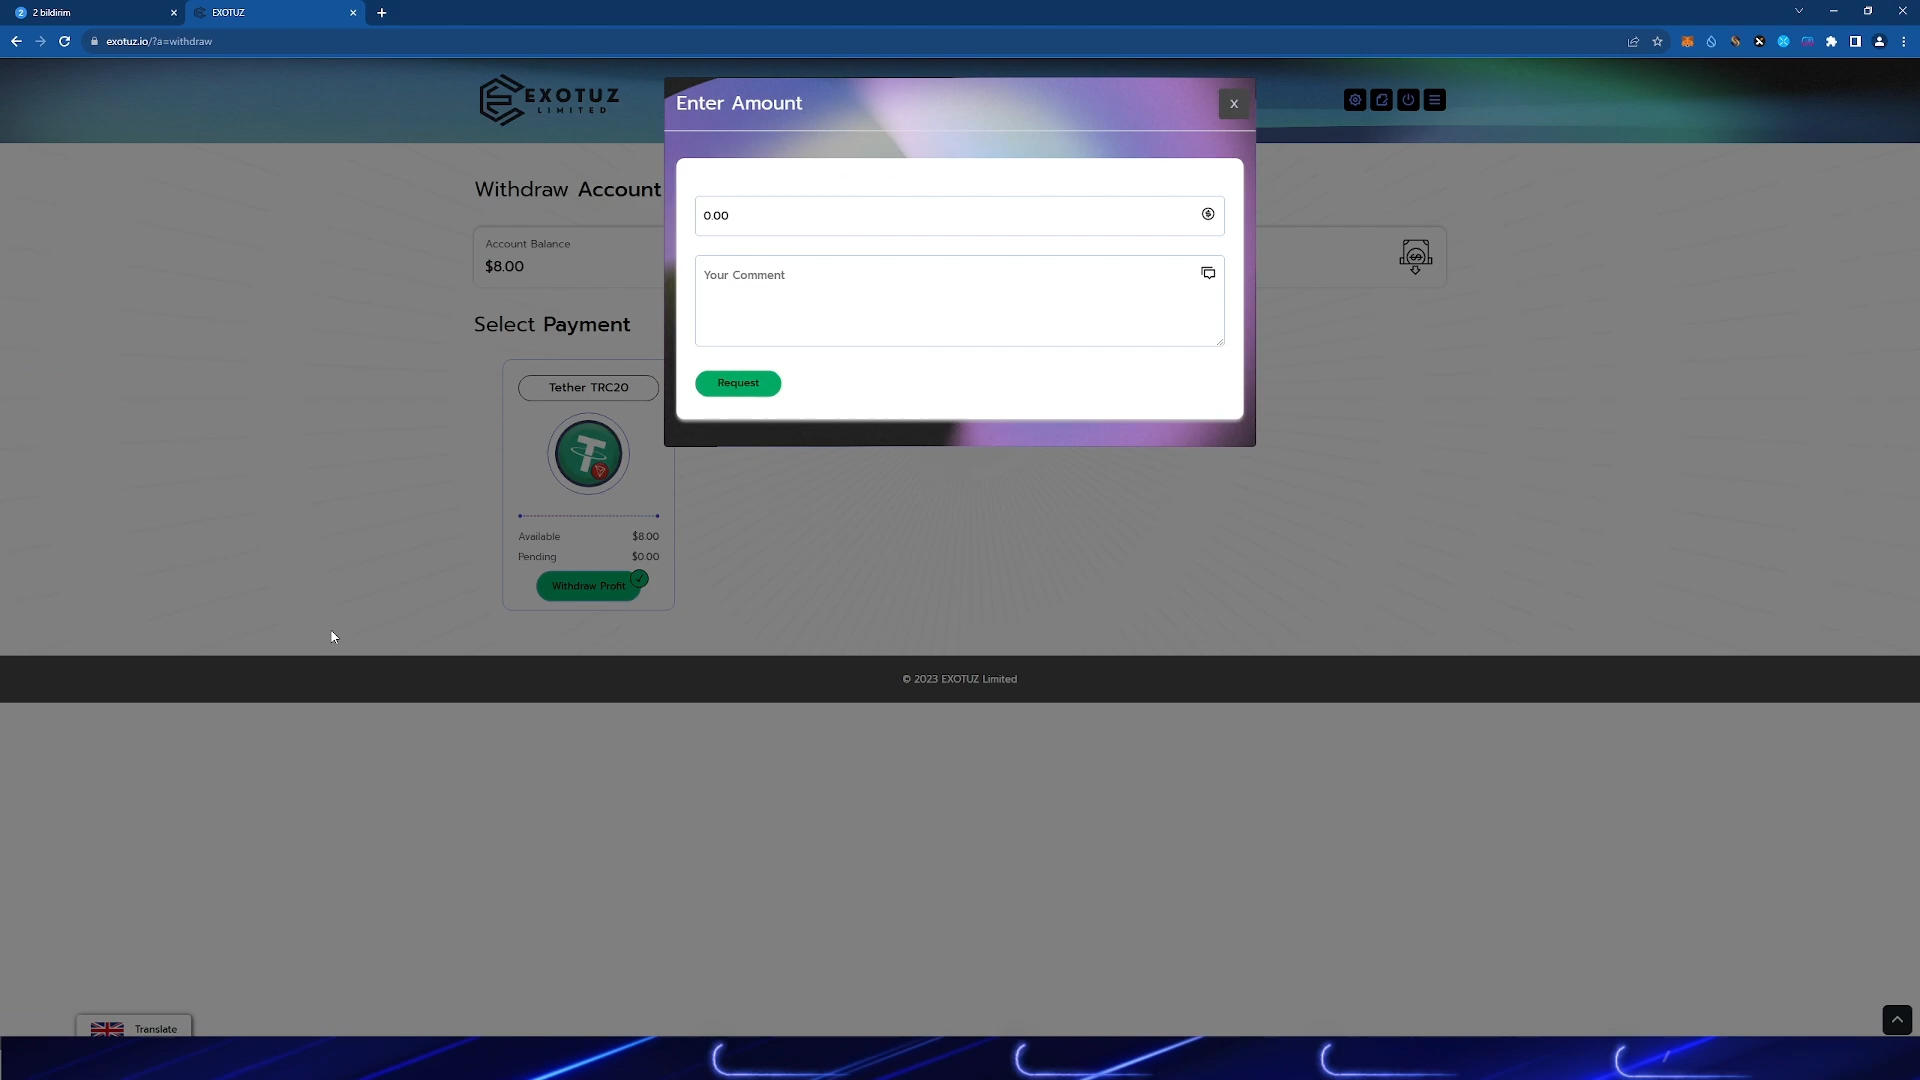 2 2 bildirim
EXOTUZ
exotuz.io/?a=withdraw
EXOTUZ
LIMITED
Enter Amount
X
Withdraw Account
0.00
Account Balance
$8.00
Your Comment
Select Payment
Request
Tether TRC20
Available $8.00
Pending $0.00
Withdraw Profit
© 2023 EXOTUZ Limited
Translate